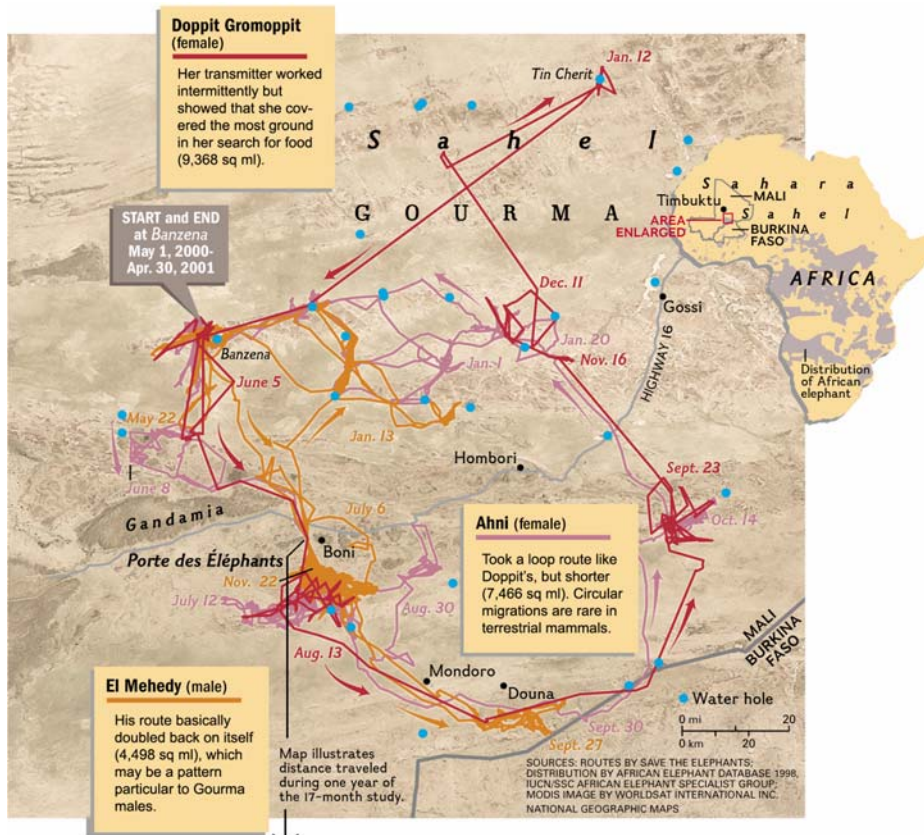 Doppit Gromoppit
(female)
Her transmitter worked
intermittently but
showed that she cov-
ered the most ground
in her search for food
(9,368 sq ml).
Jan. 12
Tin Cherit
S a h e l
G O U R M A
START and END
at Banzena
May 1, 2000-
Apr. 30, 2001
Sahara
MALI
Timbuktu
Sahel
AREA
ENLARGED
BURKINA
FASO
AFRICA
Distribution
of African
elephant
Dec. 11
Gossi
Jan. 20
Banzena
Jan. 1
Nov. 16
HIGHWAY 16
June 5
May 22
Jan. 13
Hombori
Sept. 23
June 8
Gandamia
July 6
Oct. 14
Boni
Porte des Éléphants
Nov. 22
July 12
Aug. 30
Aug. 13
Ahni (female)
Took a loop route like
Doppit's, but shorter
(7,466 sq ml). Circular
migrations are rare in
terrestrial mammals.
MALI
BURKINA
FASO
Mondoro
Douna
Sept. 30
Sept. 27
El Mehedy (male)
His route basically
doubled back on itself
(4,498 sq ml), which
may be a pattern
particular to Gourma
males.
Map illustrates
distance traveled
during one year of
the 17-month study.
Water hole
0 mi 20
0 km 20
SOURCES: ROUTES BY SAVE THE ELEPHANTS;
DISTRIBUTION BY AFRICAN ELEPHANT DATABASE 1998,
IUCN/SSC AFRICAN ELEPHANT SPECIALIST GROUP;
MODIS IMAGE BY WORLDSAT INTERNATIONAL INC.
NATIONAL GEOGRAPHIC MAPS